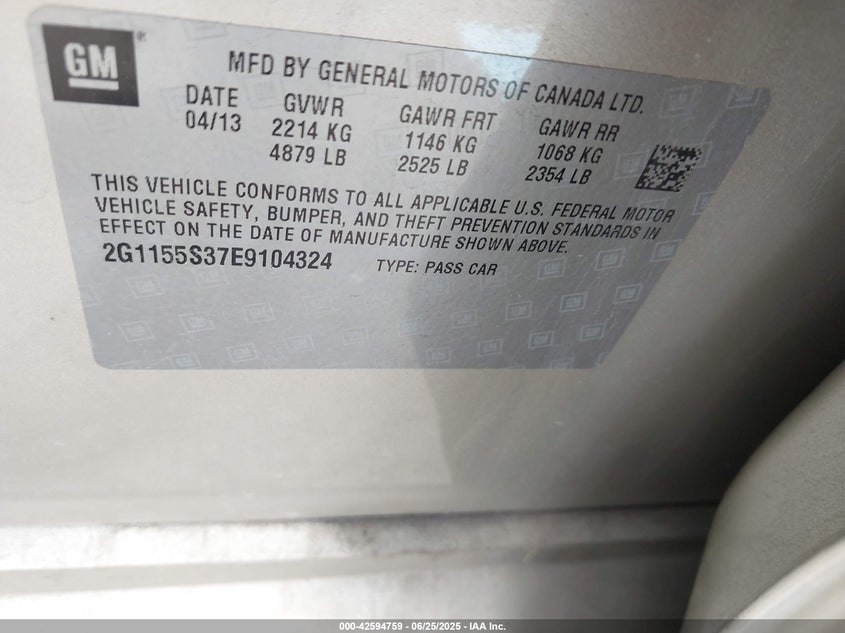 GM ®
MFD BY GENERAL MOTORS OF CANADA LTD.
DATE GVWR GAWR FRT GAWR RR
04/13 2214 KG 1146 KG 1068 KG
4879 LB 2525 LB 2354 LB
THIS VEHICLE CONFORMS TO ALL APPLICABLE U.S. FEDERAL MOTOR
VEHICLE SAFETY, BUMPER, AND THEFT PREVENTION STANDARDS IN
EFFECT ON THE DATE OF MANUFACTURE SHOWN ABOVE.
2G1155S37E9104324 TYPE: PASS CAR
000-42594759 - 06/25/2025 - IAA Inc.